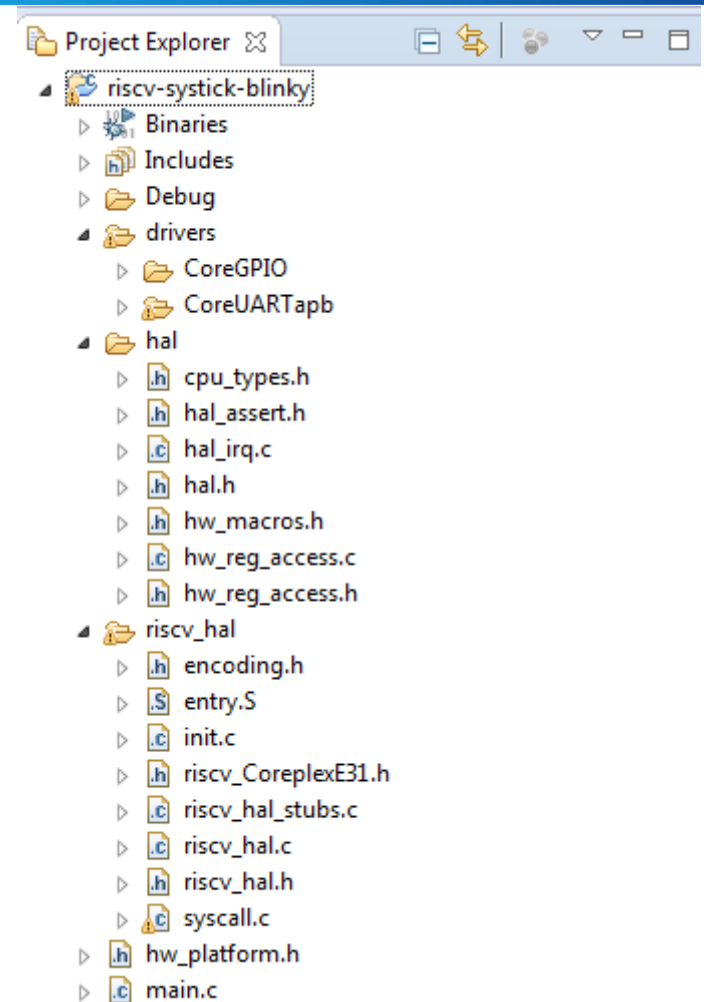 Project Explorer
riscv-systick-blinky
Binaries
Includes
Debug
drivers
CoreGPIO
CoreUARTapb
hal
cpu_types.h
hal_assert.h
hal_irq.c
hal.h
hw_macros.h
hw_reg_access.c
hw_reg_access.h
riscv_hal
encoding.h
entry.S
init.c
riscv_CoreplexE31.h
riscv_hal_stubs.c
riscv_hal.c
riscv_hal.h
syscall.c
hw_platform.h
main.c